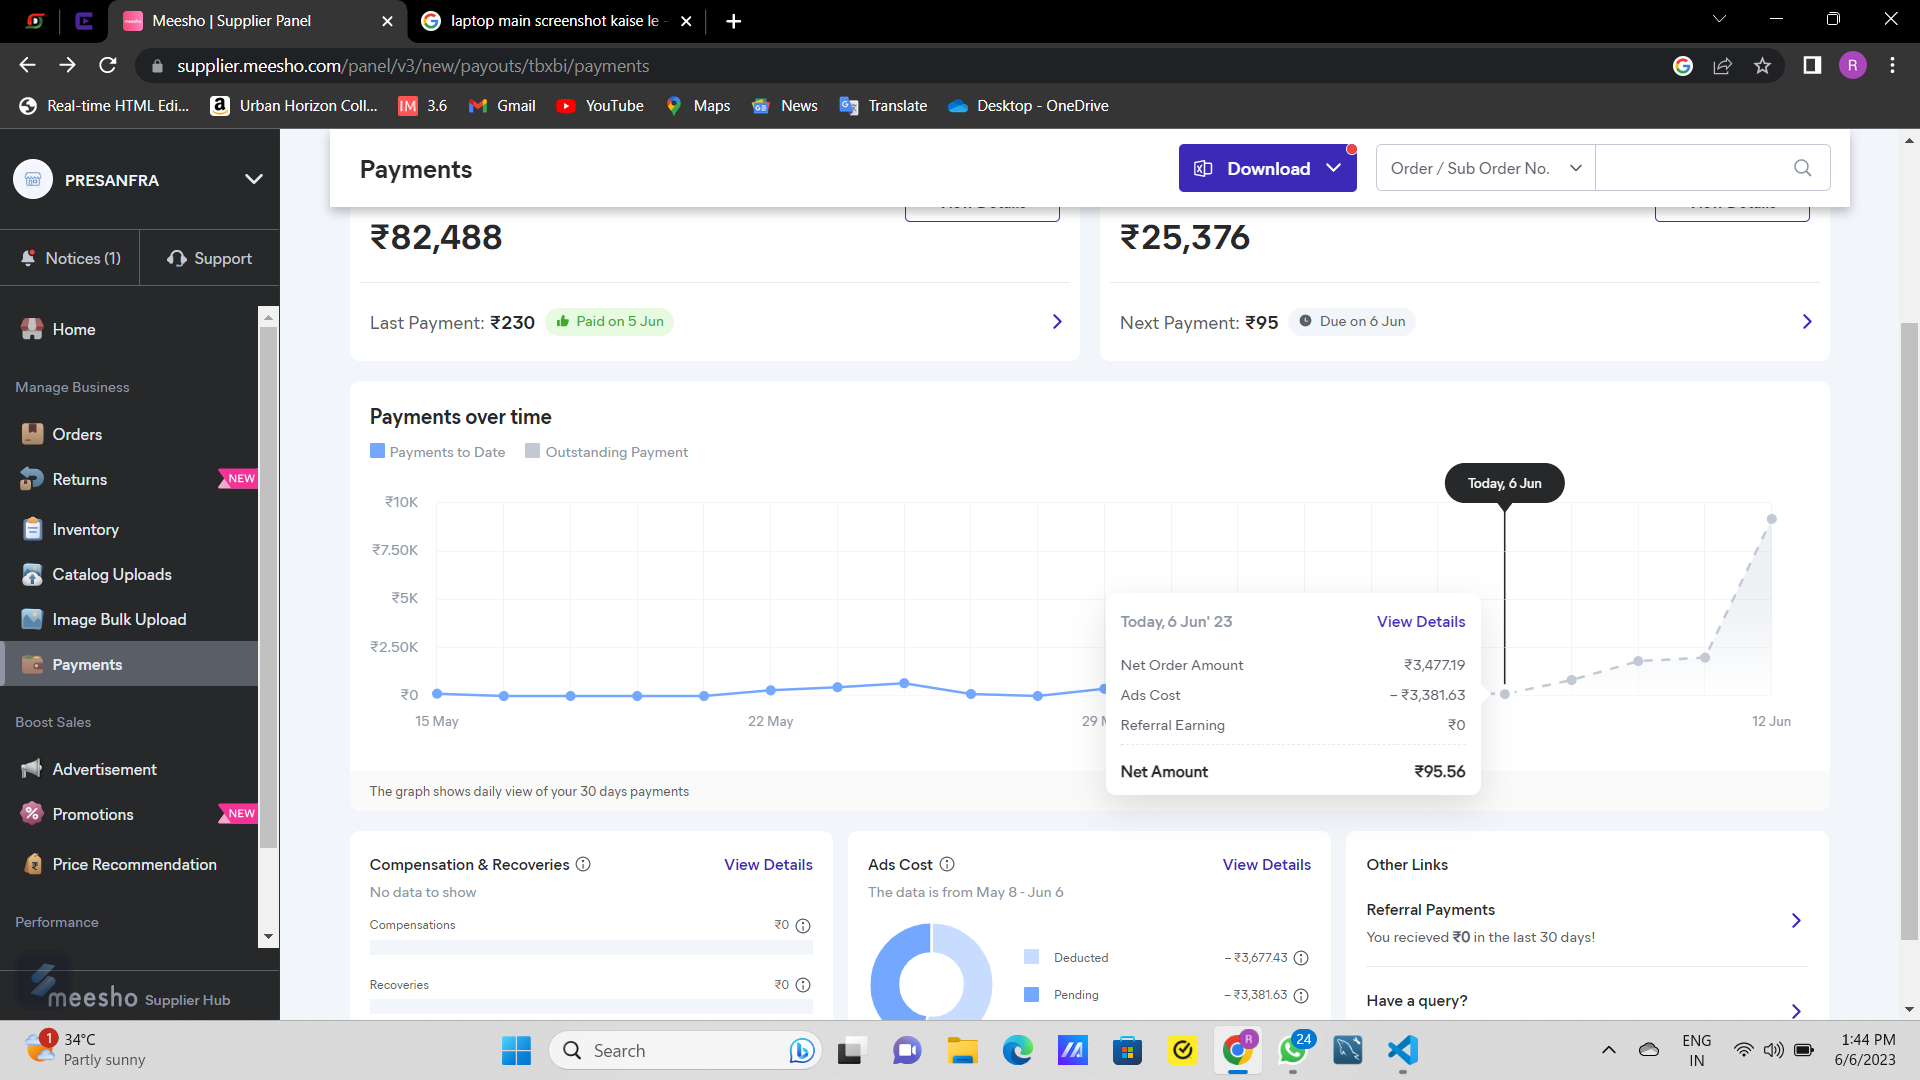 Meesho | Supplier Panel
laptop main screenshot kaise le -
supplier.meesho.com/panel/v3/new/payouts/tbxbi/payments
R
Real-time HTML Edi...
Urban Horizon Coll...
IM 3.6
Gmail
YouTube
Maps
News
Translate
Desktop - OneDrive
PRESANFRA
Notices (1)
Support
Home
Manage Business
Orders
Returns
NEW
Inventory
Catalog Uploads
Image Bulk Upload
Payments
Boost Sales
Advertisement
Promotions
NEW
Price Recommendation
Performance
meesho Supplier Hub
Payments
Download
Order / Sub Order No.
₹82,488
Last Payment: ₹230
Paid on 5 Jun
₹25,376
Next Payment: ₹95
Due on 6 Jun
Payments over time
Payments to Date
Outstanding Payment
Today, 6 Jun
₹10K
₹7.50K
₹5K
₹2.50K
₹0
15 May
22 May
29 M
12 Jun
Today, 6 Jun' 23
View Details
Net Order Amount
₹3,477.19
Ads Cost
– ₹3,381.63
Referral Earning
₹0
Net Amount
₹95.56
The graph shows daily view of your 30 days payments
Compensation & Recoveries
View Details
No data to show
Compensations
₹0
Recoveries
₹0
Ads Cost
View Details
The data is from May 8 - Jun 6
Deducted
– ₹3,677.43
Pending
– ₹3,381.63
Other Links
Referral Payments
You recieved ₹0 in the last 30 days!
Have a query?
1
34°C
Partly sunny
Search
R
24
ENG
IN
1:44 PM
6/6/2023